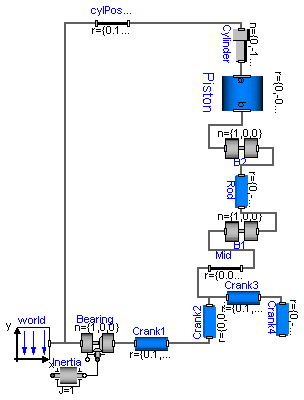 cylPos...
r={0.1,...
n={0,-1...
Cylinder
b
a
Piston
r={0,-0...
n={1,0,0}
B2
Rod
r={0,-...
n={1,0,0}
B1
Mid
r={0.0...
Crank3
r={0.1,...
Crank2
r={0,0...
Crank4
r={0,-...
world
y
x
Bearing
n={1,0,0}
Crank1
r={0.1,...
Inertia
J=1